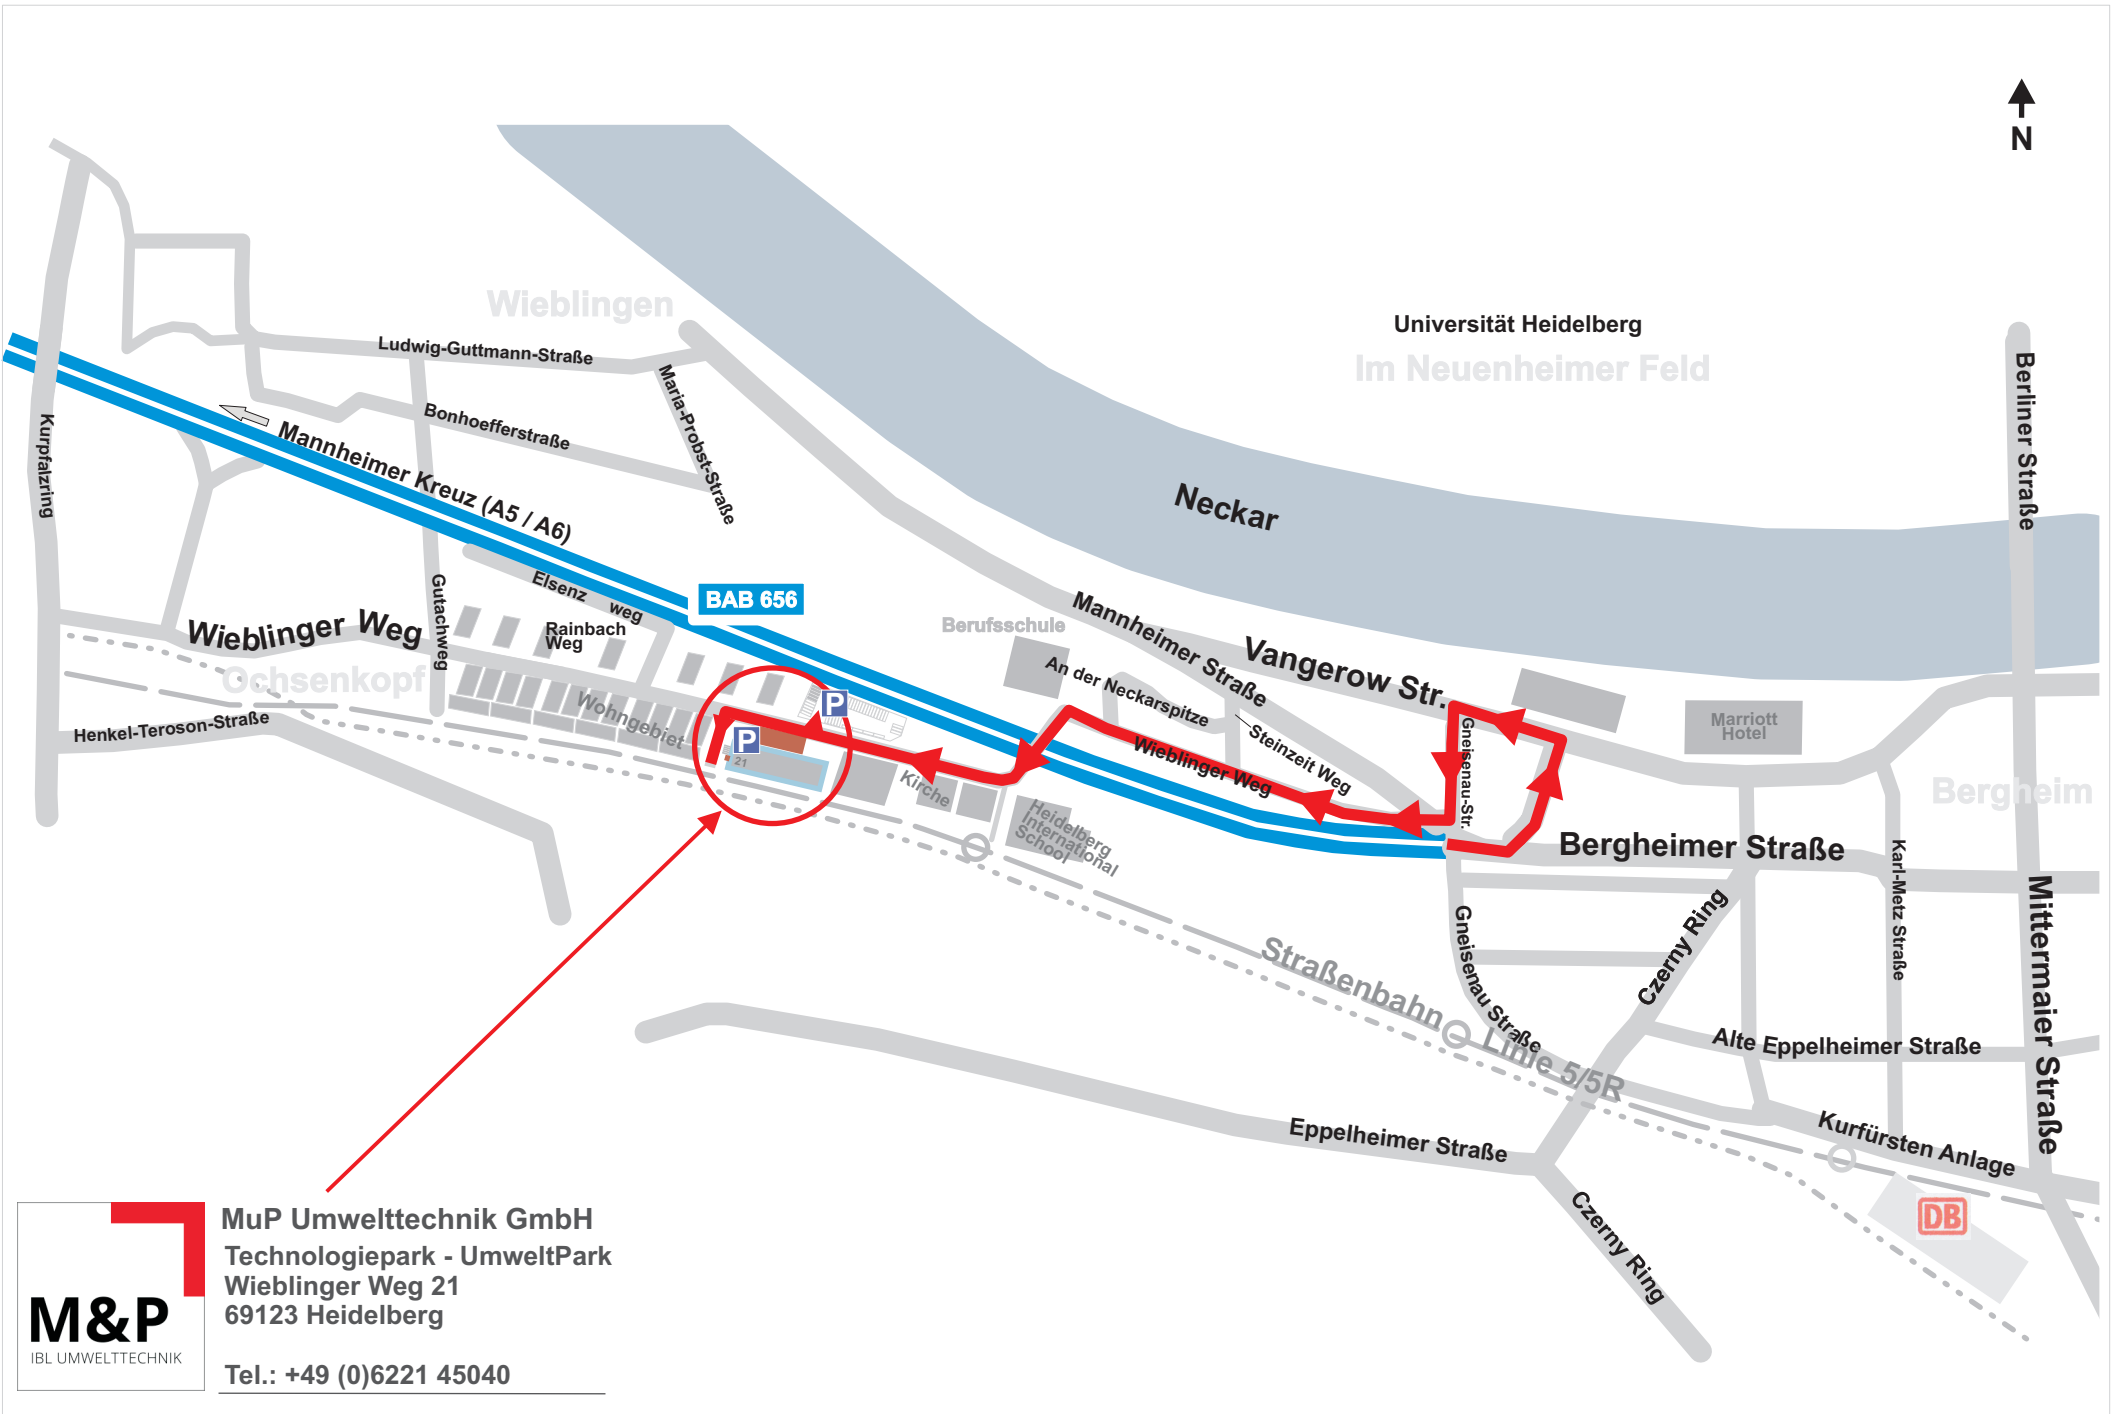 N
Wieblingen
Universität Heidelberg
Im Neuenheimer Feld
Ludwig-Guttmann-Straße
Maria-Probst-Straße
Bonhoefferstraße
Berliner Straße
Kurpfalzring
Mannheimer Kreuz (A5 / A6)
Neckar
Elsenz weg
BAB 656
Gutachweg
Wieblinger Weg
Rainbach
Weg
Berufsschule
Mannheimer Straße
Vangerow Str.
An der Neckarspitze
Ochsenkopf
Wohngebiet
Henkel-Teroson-Straße
P
P
21
Steinzeit Weg
Wieblinger Weg
Gneisenau-Str.
Marriott
Hotel
Kirche
Heidelberg
International
School
Bergheim
Bergheimer Straße
Karl-Metz Straße
Mittermaier Straße
Czerny Ring
Gneisenau Straße
Straßenbahn Linie 5/5R
Alte Eppelheimer Straße
Eppelheimer Straße
Kurfürsten Anlage
DB
Czerny Ring
M&P
IBL UMWELTTECHNIK
MuP Umwelttechnik GmbH
Technologiepark - UmweltPark
Wieblinger Weg 21
69123 Heidelberg
Tel.: +49 (0)6221 45040